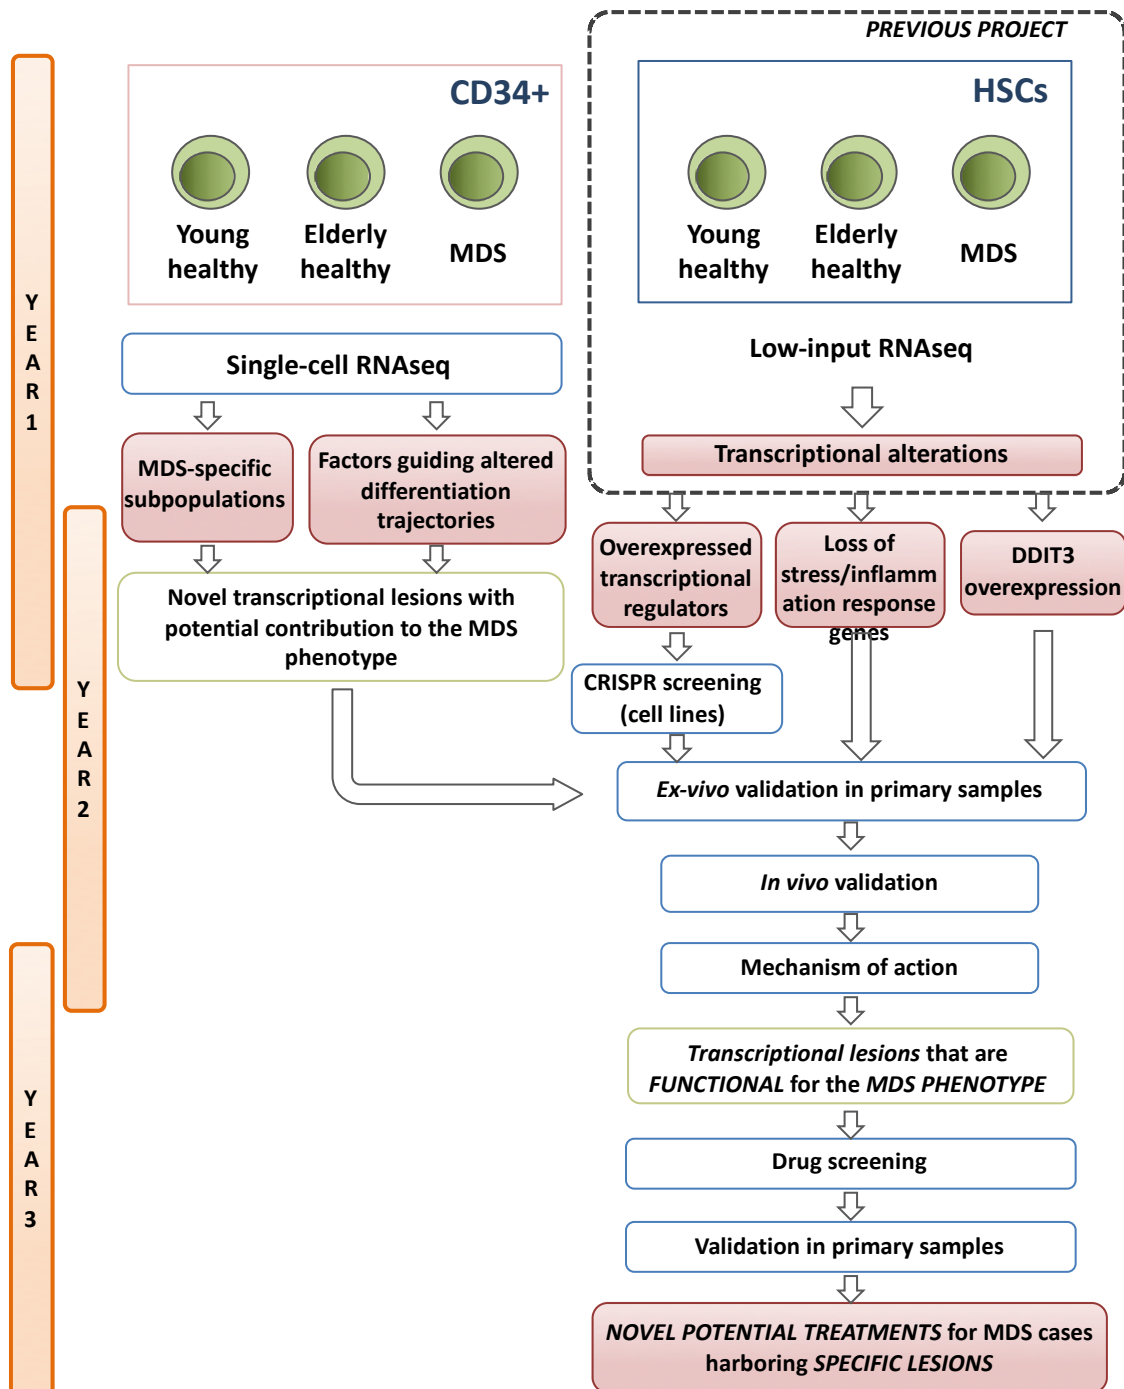 PREVIOUS PROJECT
CD34+
Young
healthy
Elderly
healthy
MDS
HSCs
Young
healthy
Elderly
healthy
MDS
Y
E
A
R
1
Single-cell RNAseq
Low-input RNAseq
MDS-specific
subpopulations
Factors guiding altered
differentiation
trajectories
Transcriptional alterations
Overexpressed
transcriptional
regulators
Loss of
stress/inflamm
ation response
genes
DDIT3
overexpression
Novel transcriptional lesions with
potential contribution to the MDS
phenotype
CRISPR screening
(cell lines)
Y
E
A
R
2
Ex-vivo validation in primary samples
In vivo validation
Mechanism of action
Transcriptional lesions that are
FUNCTIONAL for the MDS PHENOTYPE
Y
E
A
R
3
Drug screening
Validation in primary samples
NOVEL POTENTIAL TREATMENTS for MDS cases
harboring SPECIFIC LESIONS